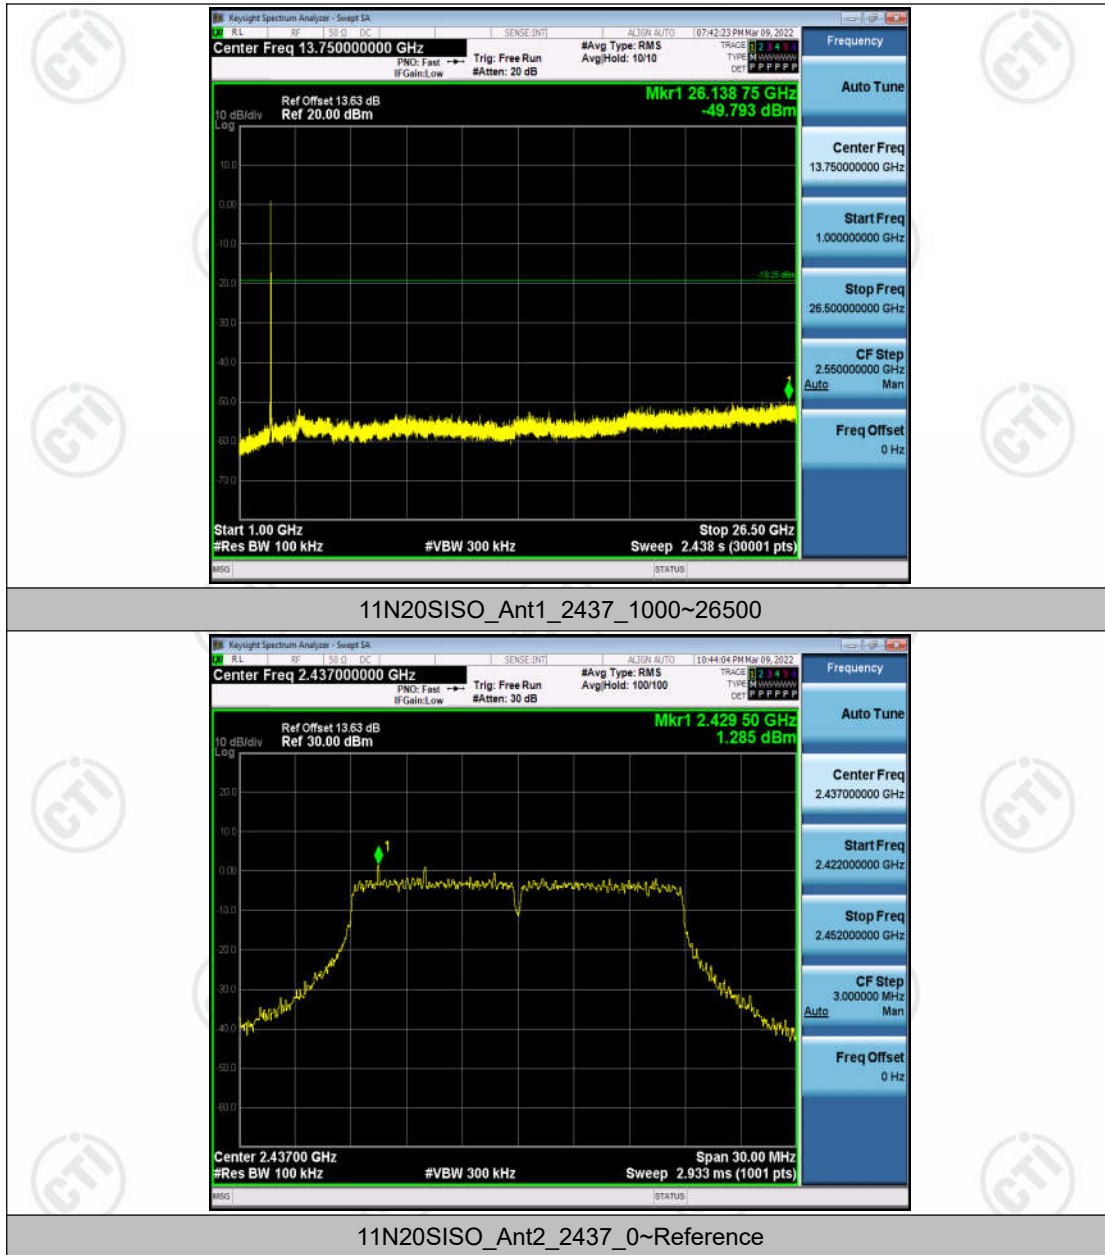 Keysight Spectrum Analyzer - Swept SA
RL RF 50 Ω DC SENSE:INT ALIGN AUTO 07:42:23 PM Mar 09, 2022
Center Freq 13.750000000 GHz
PNO: Fast
IFGain:Low
Trig: Free Run
#Atten: 20 dB
#Avg Type: RMS
Avg|Hold: 10/10
TRACE 1 2 3 4 5 6
TYPE M WWWWW
DET P P P P P P
Ref Offset 13.63 dB
10 dB/div Ref 20.00 dBm
Log
Mkr1 26.138 75 GHz
-49.793 dBm
10.0
0.00
-10.0
-20.0
-30.0
-40.0
-50.0
-60.0
-70.0
-19.25 dBm
1
Start 1.00 GHz
Stop 26.50 GHz
#Res BW 100 kHz
#VBW 300 kHz
Sweep 2.438 s (30001 pts)
MSG
STATUS
Frequency
Auto Tune
Center Freq
13.750000000 GHz
Start Freq
1.000000000 GHz
Stop Freq
26.500000000 GHz
CF Step
2.550000000 GHz
Auto Man
Freq Offset
0 Hz
11N20SISO_Ant1_2437_1000~26500
Keysight Spectrum Analyzer - Swept SA
RL RF 50 Ω DC SENSE:INT ALIGN AUTO 10:44:04 PM Mar 09, 2022
Center Freq 2.437000000 GHz
PNO: Fast
IFGain:Low
Trig: Free Run
#Atten: 30 dB
#Avg Type: RMS
Avg|Hold: 100/100
TRACE 1 2 3 4 5 6
TYPE M WWWWW
DET P P P P P P
Ref Offset 13.63 dB
10 dB/div Ref 30.00 dBm
Log
Mkr1 2.429 50 GHz
1.285 dBm
20.0
10.0
0.00
-10.0
-20.0
-30.0
-40.0
-50.0
-60.0
1
Center 2.43700 GHz
Span 30.00 MHz
#Res BW 100 kHz
#VBW 300 kHz
Sweep 2.933 ms (1001 pts)
MSG
STATUS
Frequency
Auto Tune
Center Freq
2.437000000 GHz
Start Freq
2.422000000 GHz
Stop Freq
2.452000000 GHz
CF Step
3.000000 MHz
Auto Man
Freq Offset
0 Hz
11N20SISO_Ant2_2437_0~Reference
CTI
CTI
CTI
CTI
CTI
CTI
CTI
CTI